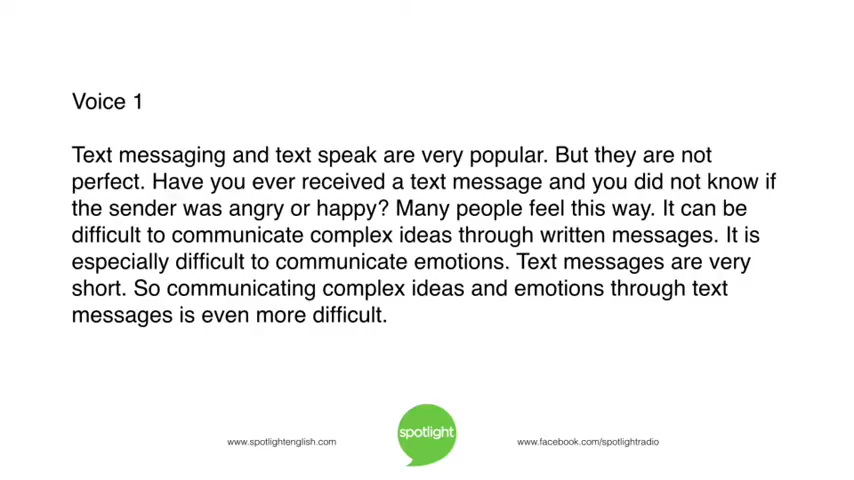 Voice 1
Text messaging and text speak are very popular. But they are not
perfect. Have you ever received a text message and you did not know if
the sender was angry or happy? Many people feel this way. It can be
difficult to communicate complex ideas through written messages. It is
especially difficult to communicate emotions. Text messages are very
short. So communicating complex ideas and emotions through text
messages is even more difficult.
spotlight
www.spotlightenglish.com
www.facebook.com/spotlightradio